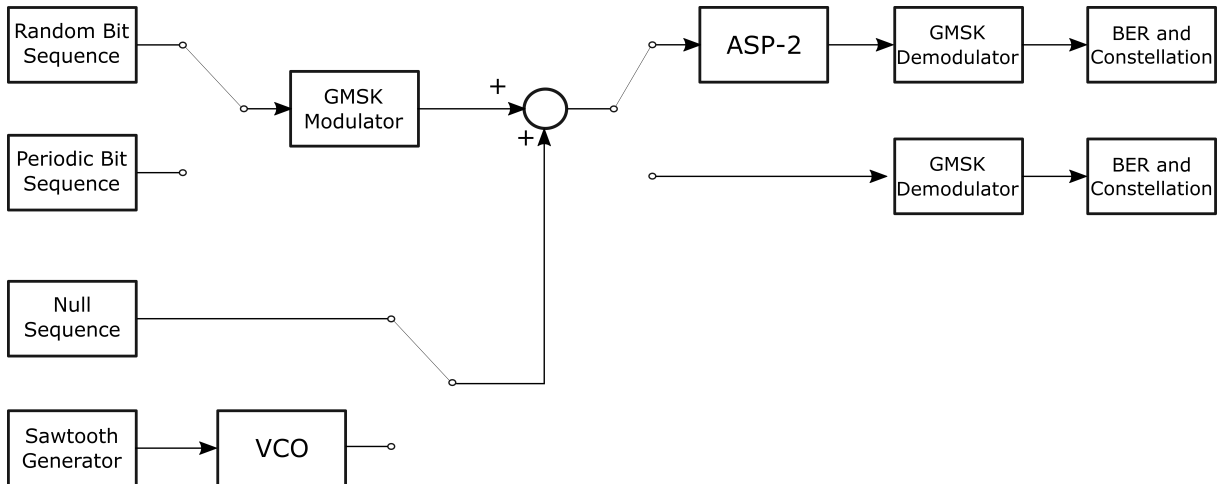 Random Bit
Sequence
GMSK
Modulator
+
+
ASP-2
GMSK
Demodulator
BER and
Constellation
Periodic Bit
Sequence
GMSK
Demodulator
BER and
Constellation
Null
Sequence
Sawtooth
Generator
VCO